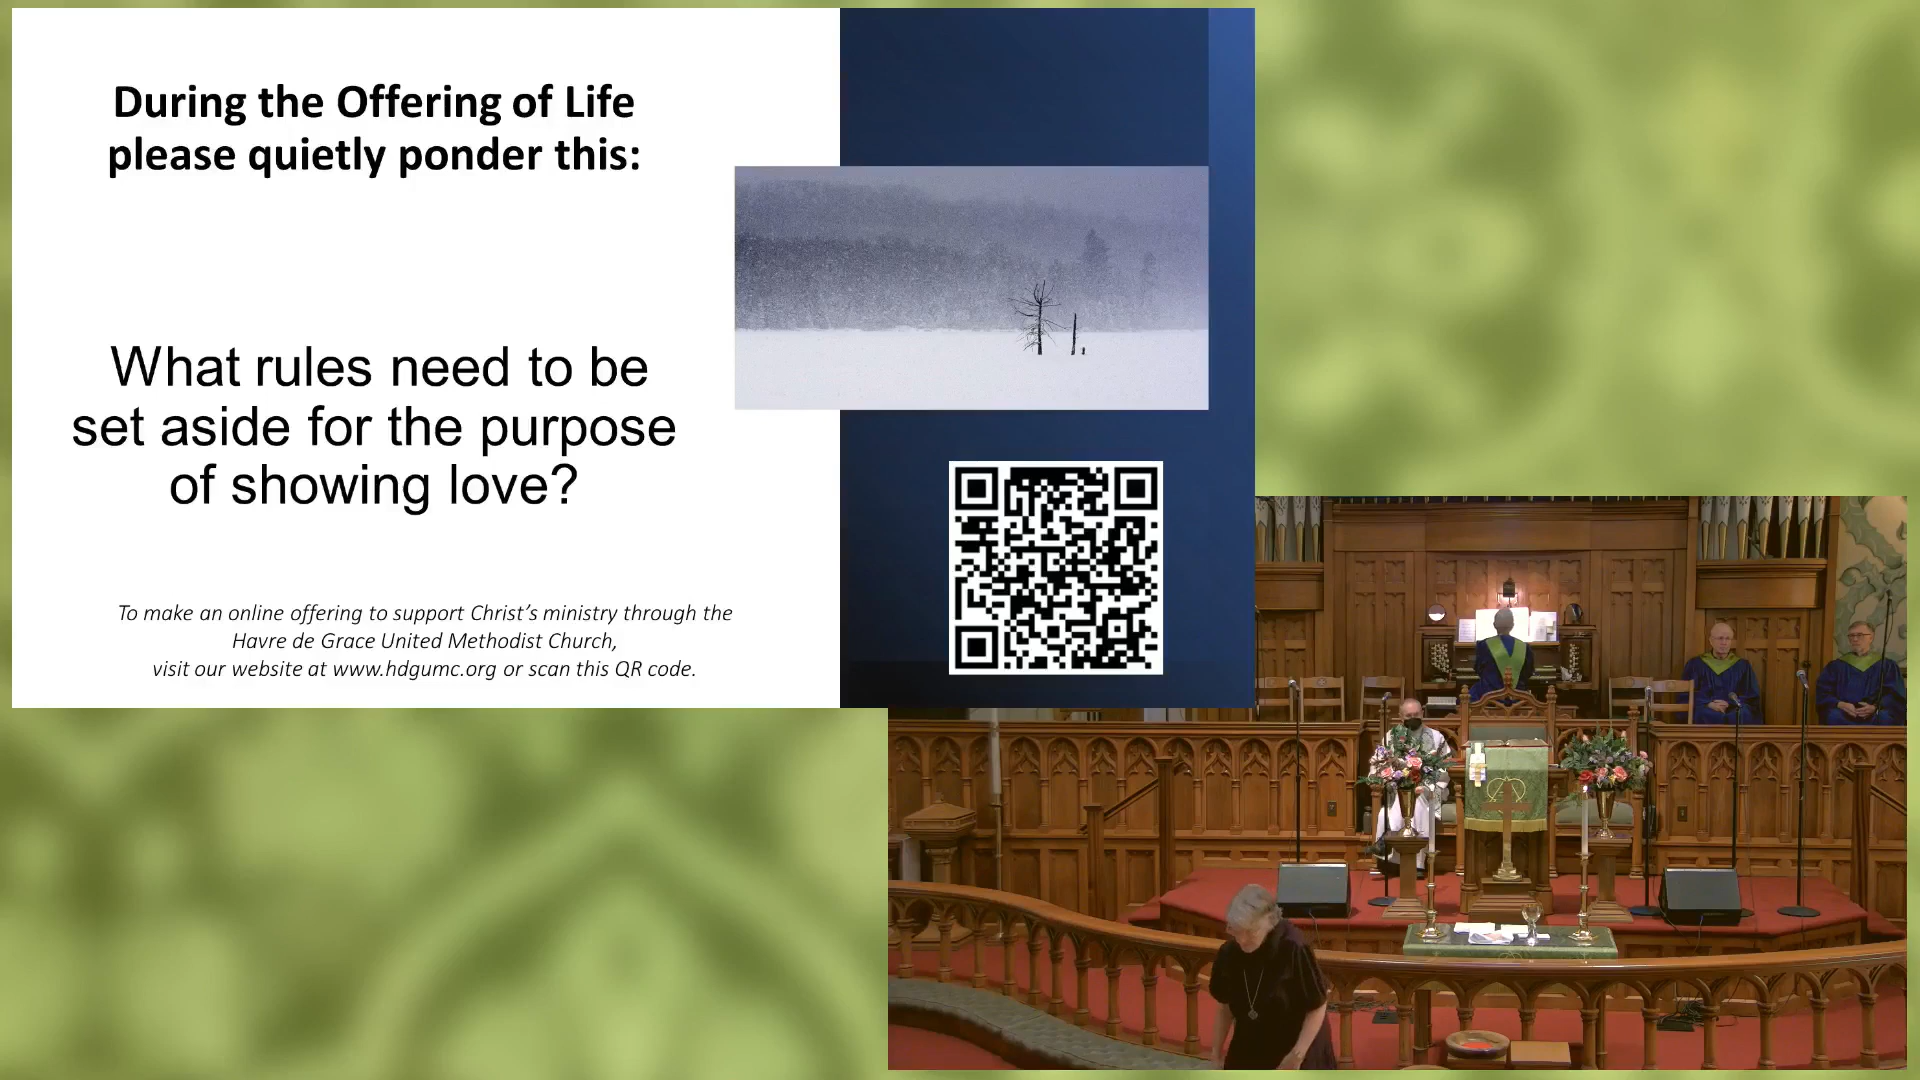 During the Offering of Life
please quietly ponder this:
What rules need to be
set aside for the purpose
of showing love?
To make an online offering to support Christ’s ministry through the
Havre de Grace United Methodist Church,
visit our website at www.hdgumc.org or scan this QR code.